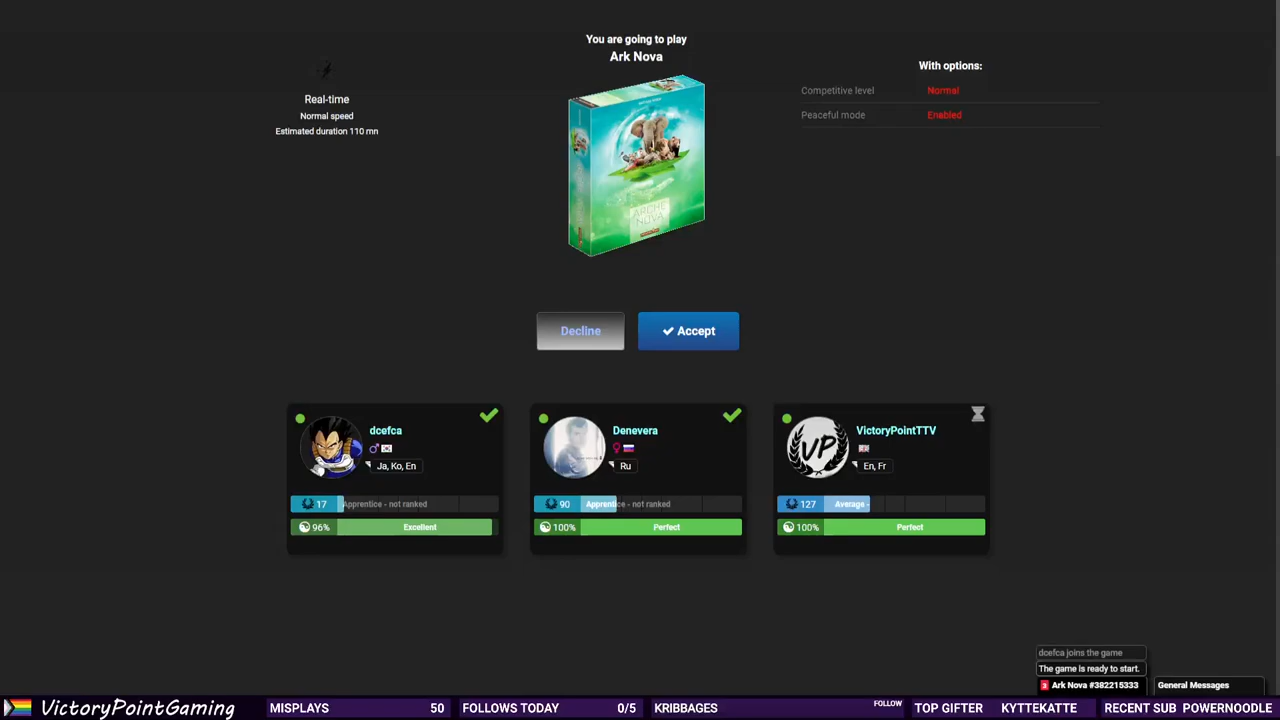 You are going to play
Ark Nova
Real-time
Normal speed
Estimated duration 110 mn
With options:
Competitive level Normal
Peaceful mode Enabled
ARCHE
NOVA
Decline
Accept
dcefca
Ja, Ko, En
17 Apprentice - not ranked
96% Excellent
Denevera
Ru
90 Apprentice - not ranked
100% Perfect
VictoryPointTTV
VP
En, Fr
127 Average -
100% Perfect
dcefca joins the game
The game is ready to start.
3 Ark Nova #382215333
General Messages
VictoryPointGaming
MISPLAYS 50
FOLLOWS TODAY 0/5
KRIBBAGES
FOLLOW
TOP GIFTER KYTTEKATTE
RECENT SUB POWERNOODLE